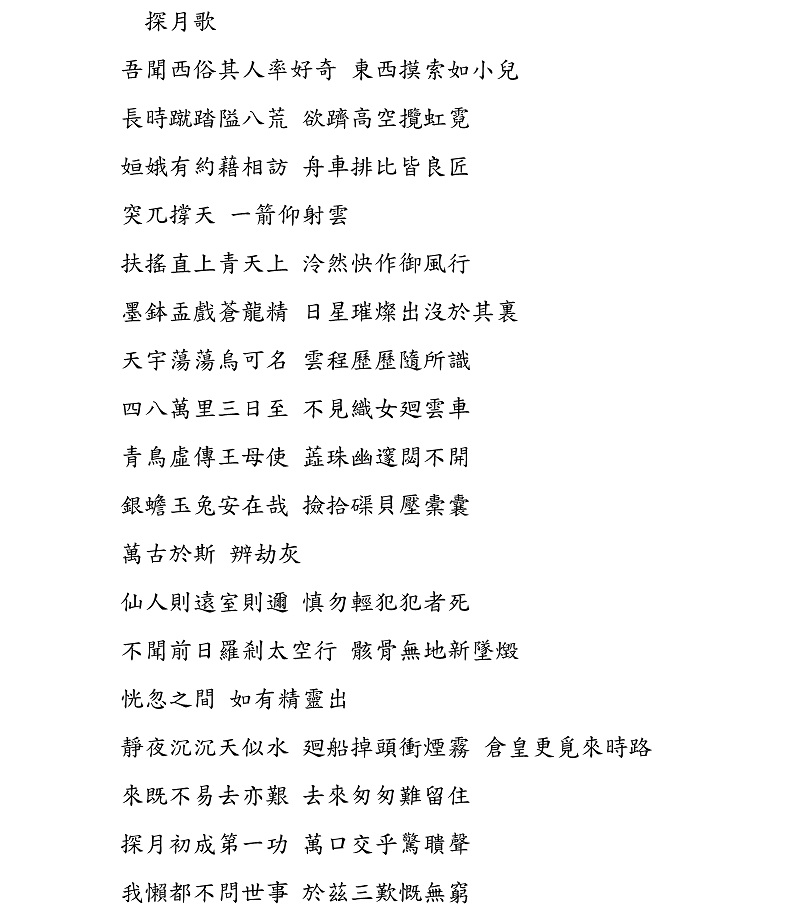 探月歌
吾聞西俗其人率好奇 東西摸索如小兒
長時蹴踏隘八荒 欲躋高空攬虹霓
姮娥有約藉相訪 舟車排比皆良匠
突兀撐天 一箭仰射雲
扶搖直上青天上 泠然快作御風行
墨鉢盂戲蒼龍精 日星璀燦出沒於其裏
天宇蕩蕩烏可名 雲程歷歷隨所識
四八萬里三日至 不見織女廻雲車
青鳥虛傳王母使 蕋珠幽邃閟不開
銀蟾玉兔安在哉 撿拾磲貝壓橐囊
萬古於斯 辨劫灰
仙人則遠室則邇 慎勿輕犯犯者死
不聞前日羅剎太空行 骸骨無地新墜燬
恍忽之間 如有精靈出
靜夜沉沉天似水 廻船掉頭衝煙霧 倉皇更覓來時路
來既不易去亦艱 去來匆匆難留住
探月初成第一功 萬口交乎驚聵聲
我懶都不問世事 於茲三歎慨無窮